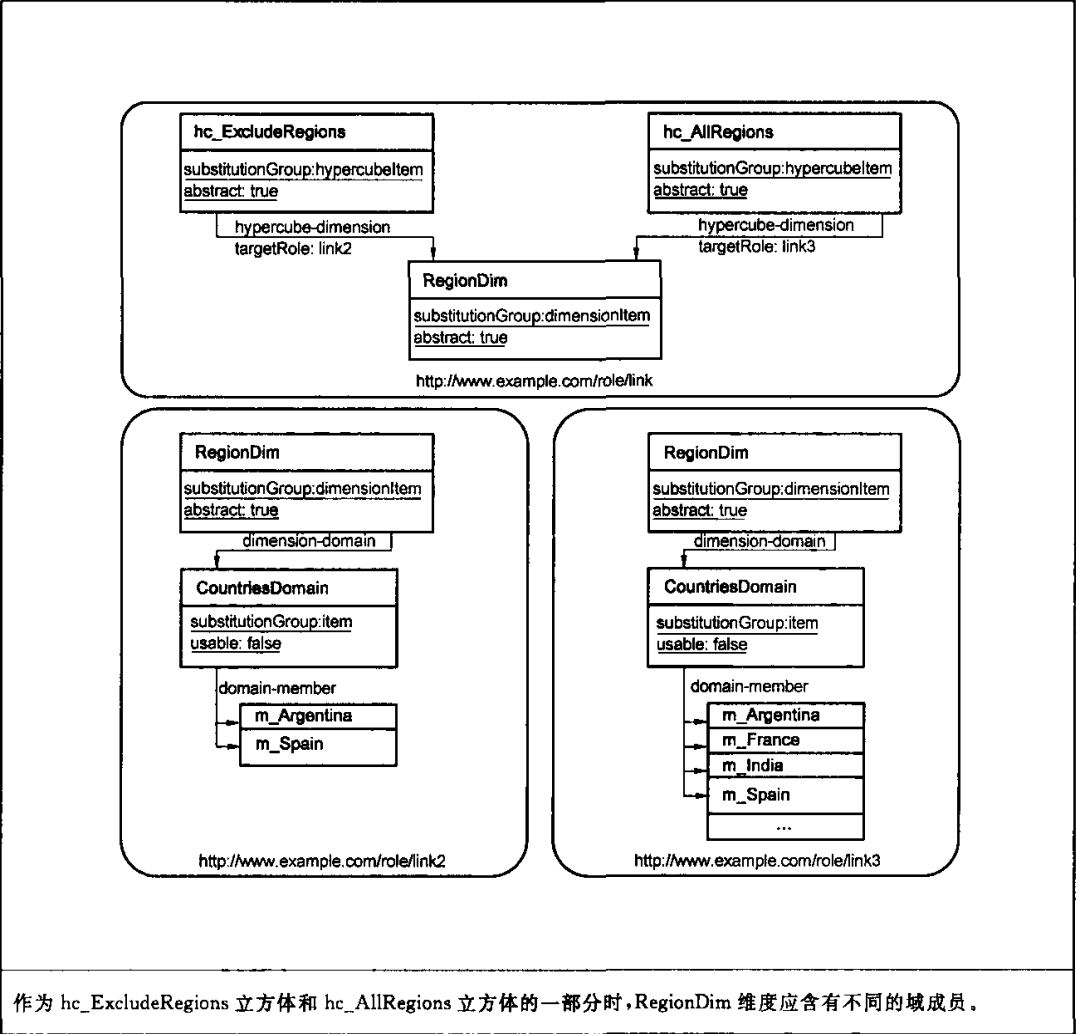 hc_ExcludeRegions
substitutionGroup:hypercubeItem
abstract: true
hc_AllRegions
substitutionGroup:hypercubeItem
abstract: true
hypercube-dimension
targetRole: link2
hypercube-dimension
targetRole: link3
RegionDim
substitutionGroup:dimensionItem
abstract: true
http://www.example.com/role/link
RegionDim
substitutionGroup:dimensionItem
abstract: true
dimension-domain
CountriesDomain
substitutionGroup:item
usable: false
domain-member
m_Argentina
m_Spain
http://www.example.com/role/link2
RegionDim
substitutionGroup:dimensionItem
abstract: true
dimension-domain
CountriesDomain
substitutionGroup:item
usable: false
domain-member
m_Argentina
m_France
m_India
m_Spain
...
http://www.example.com/role/link3
作为 hc_ExcludeRegions 立方体和 hc_AllRegions 立方体的一部分时,RegionDim 维度应含有不同的域成员。